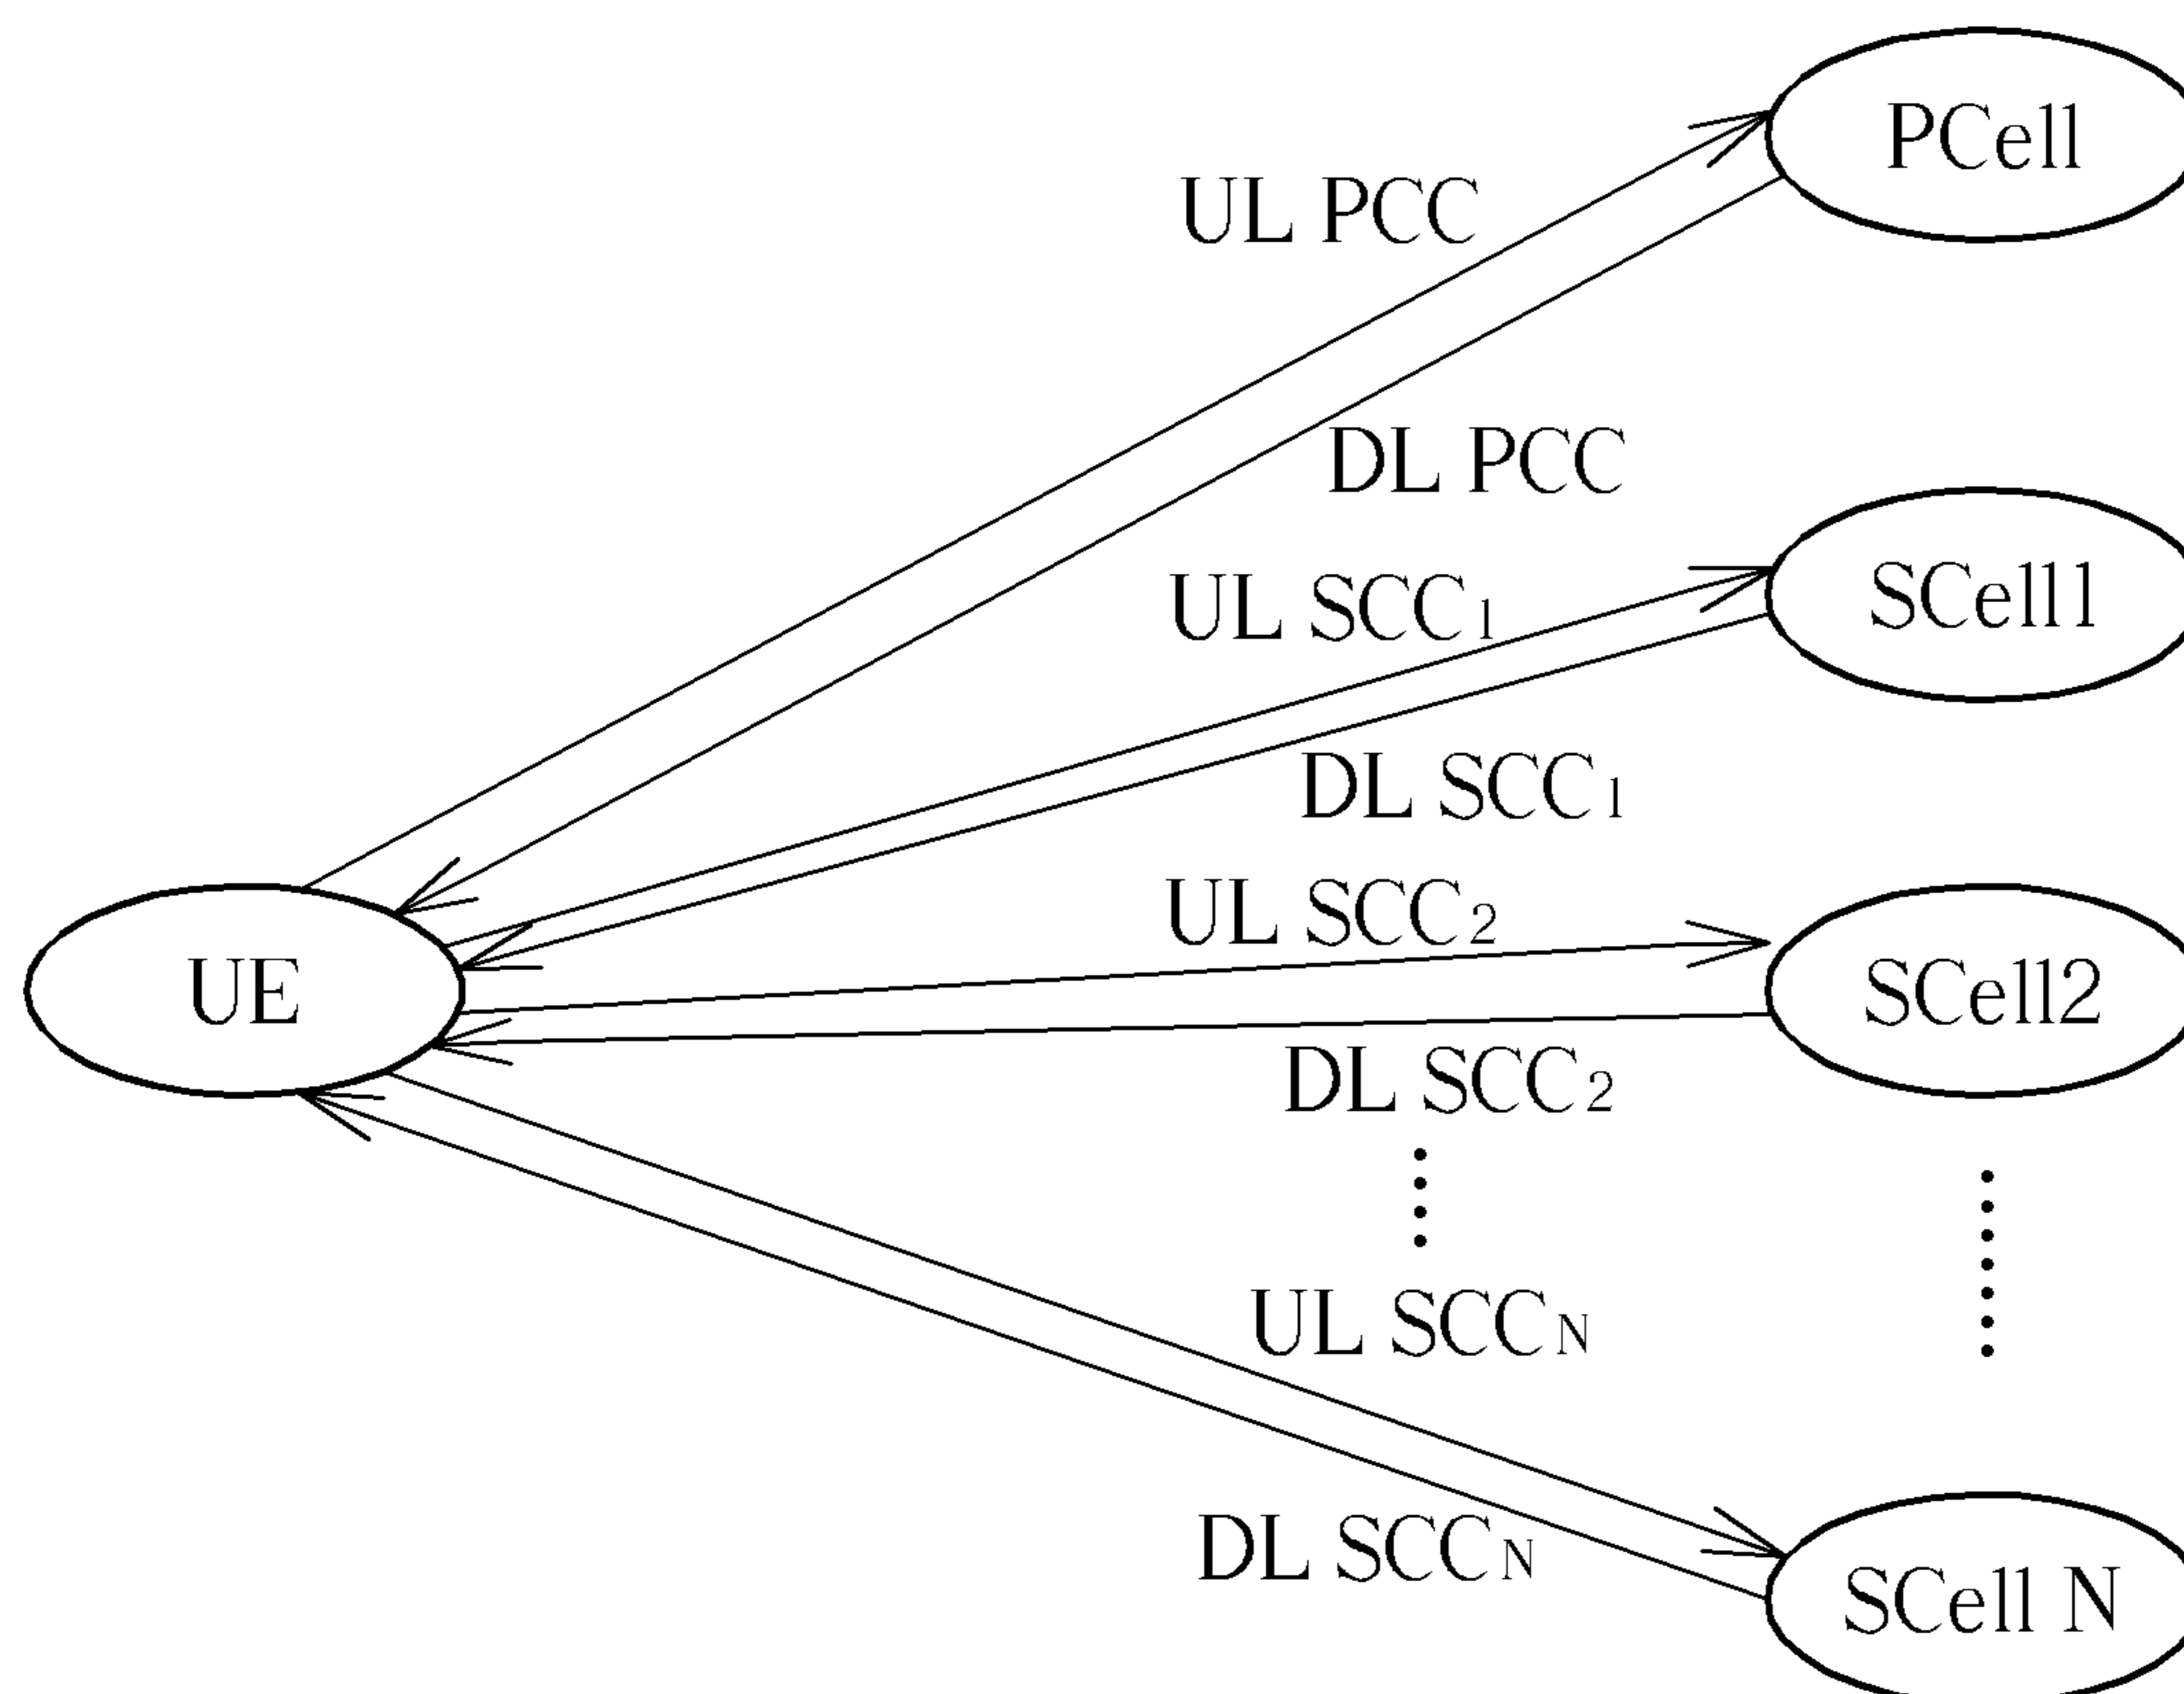 PCell
UL PCC
DL PCC
SCell1
UL SCC1
DL SCC1
UL SCC2
UE
SCell2
DL SCC2
UL SCCN
DL SCCN
SCell N